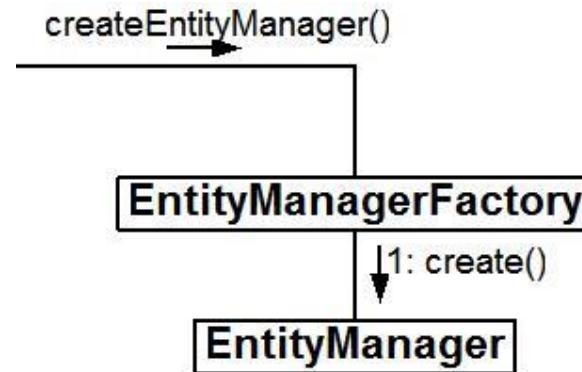 createEntityManager()
EntityManagerFactory
1: create()
EntityManager